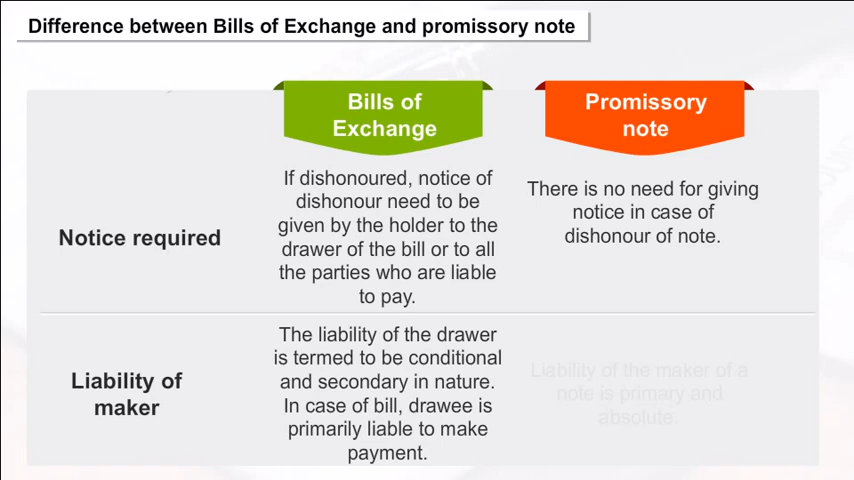 Difference between Bills of Exchange and promissory note
Bills of
Exchange
Promissory
note
Notice required
If dishonoured, notice of
dishonour need to be
given by the holder to the
drawer of the bill or to all
the parties who are liable
to pay.
There is no need for giving
notice in case of
dishonour of note.
Liability of
maker
The liability of the drawer
is termed to be conditional
and secondary in nature.
In case of bill, drawee is
primarily liable to make
payment.
Liability of the maker of a
note is primary and
absolute.